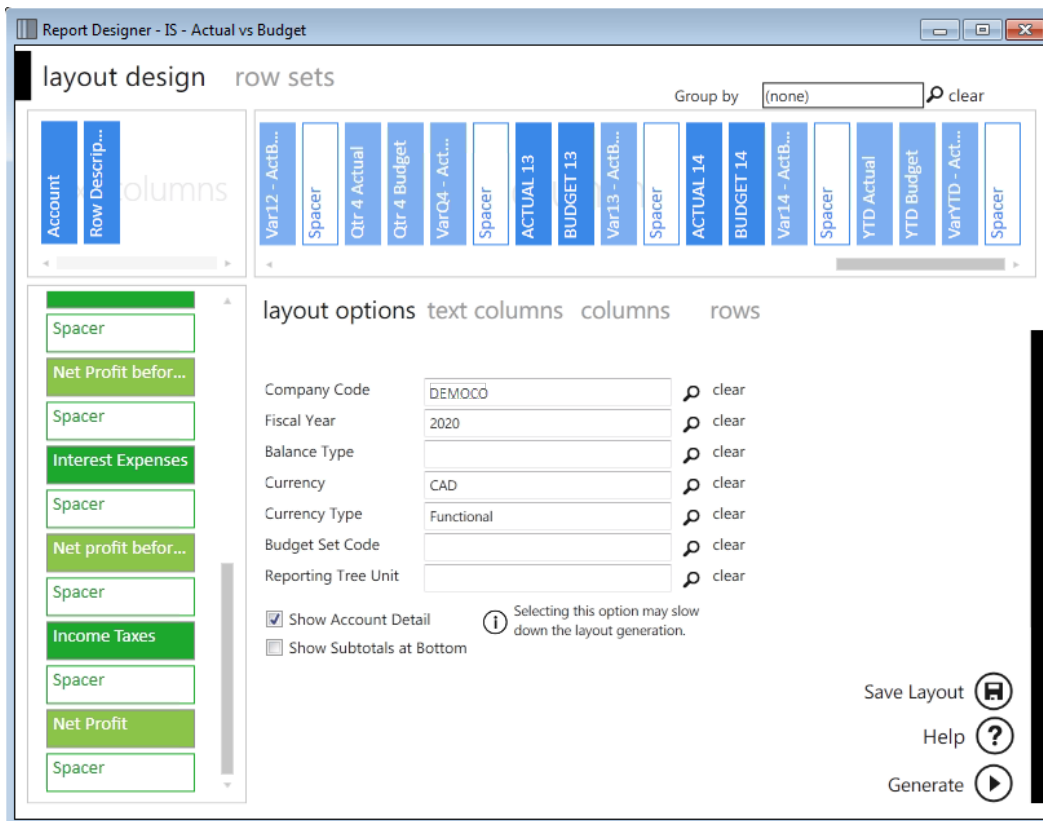 Report Designer - IS - Actual vs Budget
layout design row sets
Group by (none) clear
Account
Row Descrip...
columns
Var12 - ActB...
Spacer
Qtr 4 Actual
Qtr 4 Budget
VarQ4 - Act...
Spacer
ACTUAL 13
BUDGET 13
Var13 - ActB...
Spacer
ACTUAL 14
BUDGET 14
Var14 - ActB...
Spacer
YTD Actual
YTD Budget
VarYTD - Act...
Spacer
Spacer
Net Profit befor...
Spacer
Interest Expenses
Spacer
Net profit befor...
Spacer
Income Taxes
Spacer
Net Profit
Spacer
layout options text columns columns rows
Company Code DEMOCO clear
Fiscal Year 2020 clear
Balance Type clear
Currency CAD clear
Currency Type Functional clear
Budget Set Code clear
Reporting Tree Unit clear
Show Account Detail
Selecting this option may slow
down the layout generation.
Show Subtotals at Bottom
Save Layout
Help ?
Generate